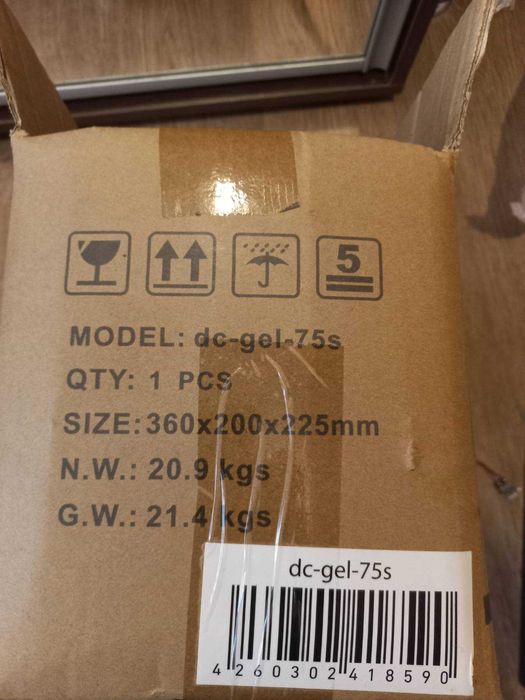 5
MODEL: dc-gel-75s
QTY: 1 PCS
SIZE:360x200x225mm
N.W.: 20.9 kgs
G.W.: 21.4 kgs
dc-gel-75s
4 260302 418590